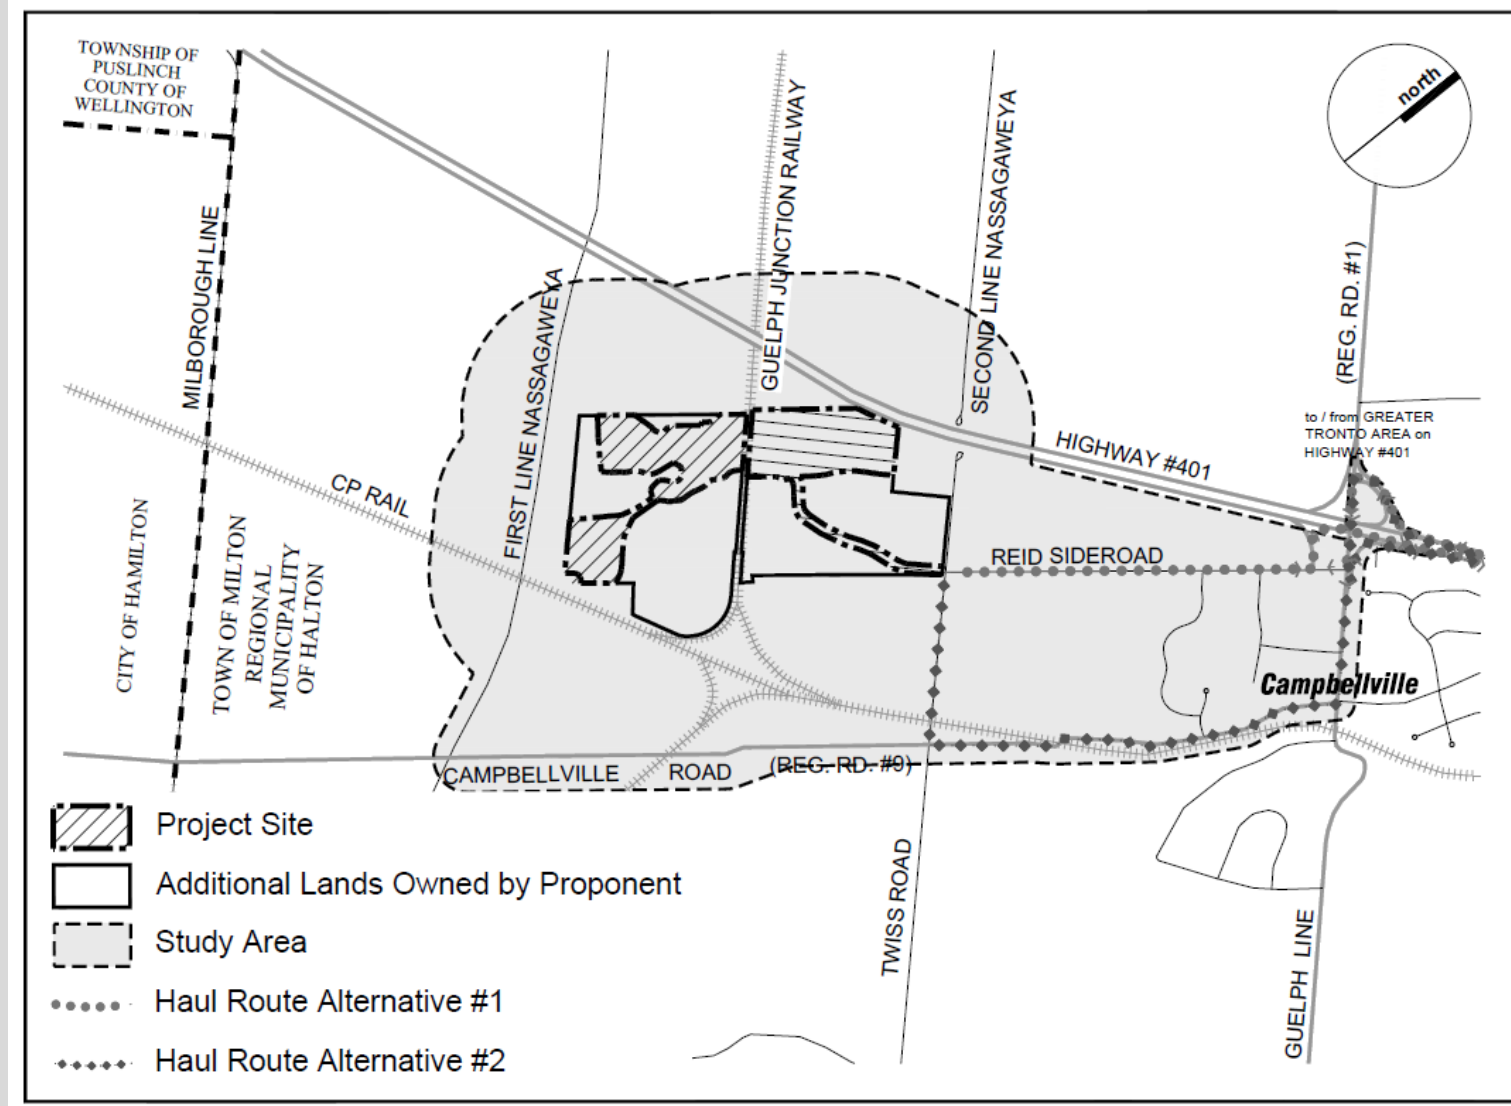 TOWNSHIP OF
PUSLINCH
COUNTY OF
WELLINGTON
north
MILBOROUGH LINE
FIRST LINE NASSAGAWEYA
GUELPH JUNCTION RAILWAY
SECOND LINE NASSAGAWEYA
(REG. RD. #1)
to / from GREATER
TRONTO AREA on
HIGHWAY #401
HIGHWAY #401
CP RAIL
REID SIDEROAD
CITY OF HAMILTON
TOWN OF MILTON
REGIONAL
MUNICIPALITY
OF HALTON
Campbellville
CAMPBELLVILLE ROAD (REG. RD. #9)
TWISS ROAD
GUELPH LINE
Project Site
Additional Lands Owned by Proponent
Study Area
Haul Route Alternative #1
Haul Route Alternative #2